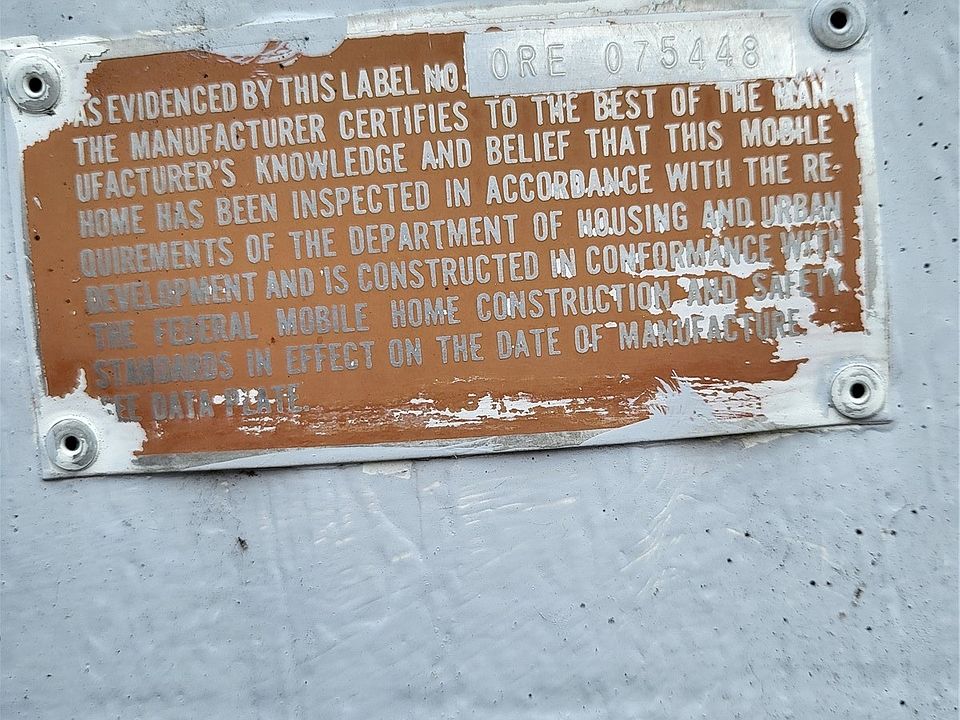 AS EVIDENCED BY THIS LABEL NO. ORE 075448
THE MANUFACTURER CERTIFIES TO THE BEST OF THE MAN-
UFACTURER'S KNOWLEDGE AND BELIEF THAT THIS MOBILE
HOME HAS BEEN INSPECTED IN ACCORDANCE WITH THE RE-
QUIREMENTS OF THE DEPARTMENT OF HOUSING AND URBAN
DEVELOPMENT AND IS CONSTRUCTED IN CONFORMANCE WITH
THE FEDERAL MOBILE HOME CONSTRUCTION AND SAFETY
STANDARDS IN EFFECT ON THE DATE OF MANUFACTURE
SEE DATA PLATE.